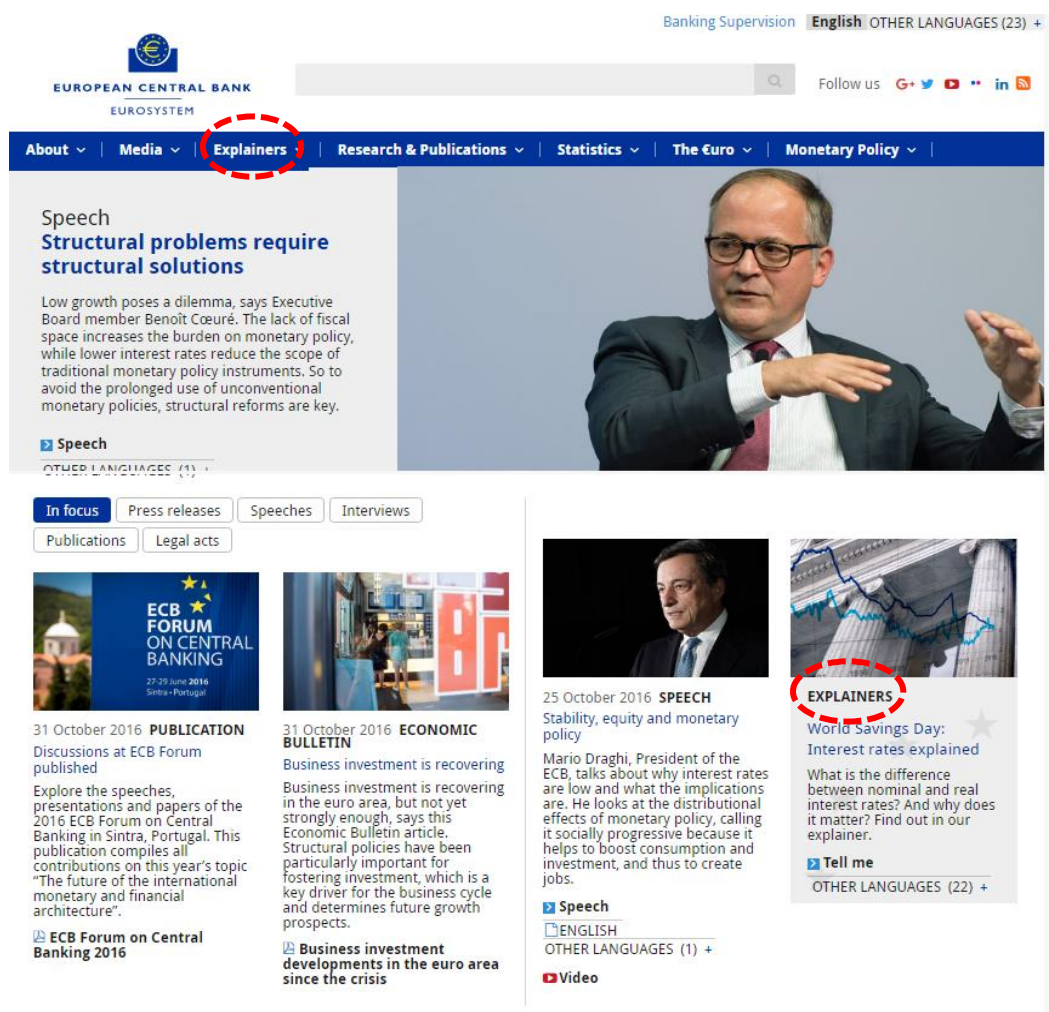 Banking Supervision English OTHER LANGUAGES (23) +
EUROPEAN CENTRAL BANK
EUROSYSTEM
Follow us G+ in
About Media Explainers Research & Publications Statistics The €uro Monetary Policy
Speech
Structural problems require
structural solutions
Low growth poses a dilemma, says Executive
Board member Benoît Cœuré. The lack of fiscal
space increases the burden on monetary policy,
while lower interest rates reduce the scope of
traditional monetary policy instruments. So to
avoid the prolonged use of unconventional
monetary policies, structural reforms are key.
Speech
OTHER LANGUAGES (1) +
In focus Press releases Speeches Interviews
Publications Legal acts
ECB
FORUM
ON CENTRAL
BANKING
27-29 June 2016
Sintra • Portugal
31 October 2016 PUBLICATION
Discussions at ECB Forum
published
Explore the speeches,
presentations and papers of the
2016 ECB Forum on Central
Banking in Sintra, Portugal. This
publication compiles all
contributions on this year's topic
"The future of the international
monetary and financial
architecture".
ECB Forum on Central
Banking 2016
31 October 2016 ECONOMIC
BULLETIN
Business investment is recovering
Business investment is recovering
in the euro area, but not yet
strongly enough, says this
Economic Bulletin article.
Structural policies have been
particularly important for
fostering investment, which is a
key driver for the business cycle
and determines future growth
prospects.
Business investment
developments in the euro area
since the crisis
25 October 2016 SPEECH
Stability, equity and monetary
policy
Mario Draghi, President of the
ECB, talks about why interest rates
are low and what the implications
are. He looks at the distributional
effects of monetary policy, calling
it socially progressive because it
helps to boost consumption and
investment, and thus to create
jobs.
Speech
ENGLISH
OTHER LANGUAGES (1) +
Video
EXPLAINERS
World Savings Day:
Interest rates explained
What is the difference
between nominal and real
interest rates? And why does
it matter? Find out in our
explainer.
Tell me
OTHER LANGUAGES (22) +